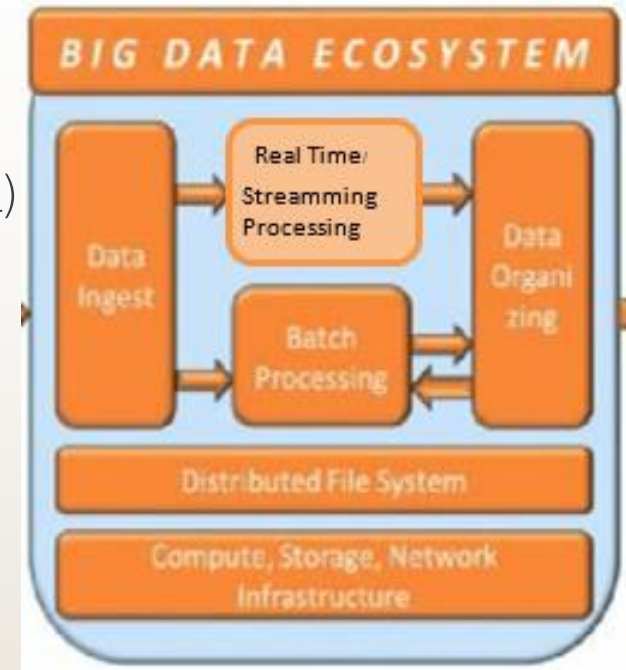 BIG DATA ECOSYSTEM
)
Data
Ingest
Real Time/
Streamming
Processing
Batch
Processing
Data
Organi
zing
Distributed File System
Compute, Storage, Network
Infrastructure